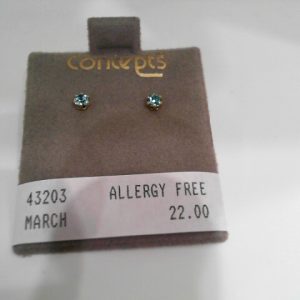 concepts
43203 ALLERGY FREE
MARCH 22.00